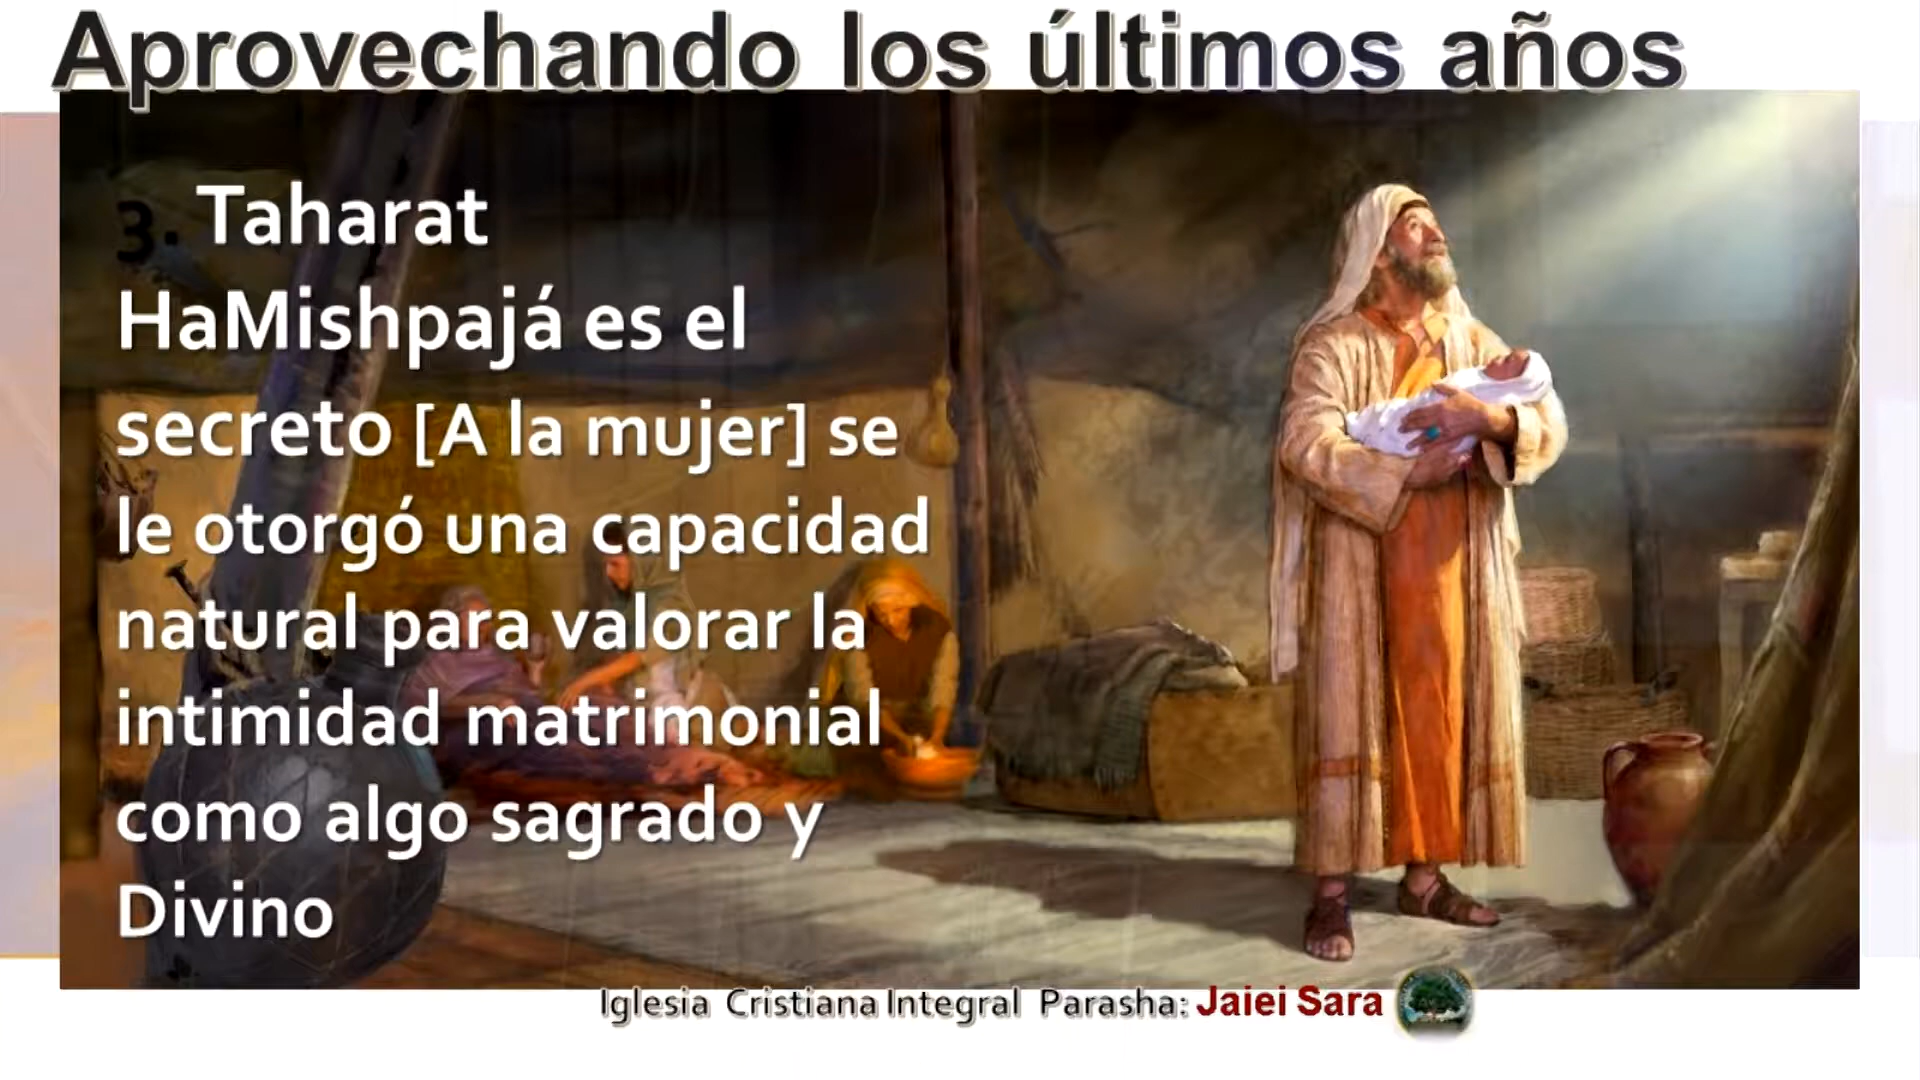 Aprovechando los últimos años
3. Taharat
HaMishpajá es el
secreto [A la mujer] se
le otorgó una capacidad
natural para valorar la
intimidad matrimonial
como algo sagrado y
Divino
Iglesia Cristiana Integral Parasha: Jaiei Sara